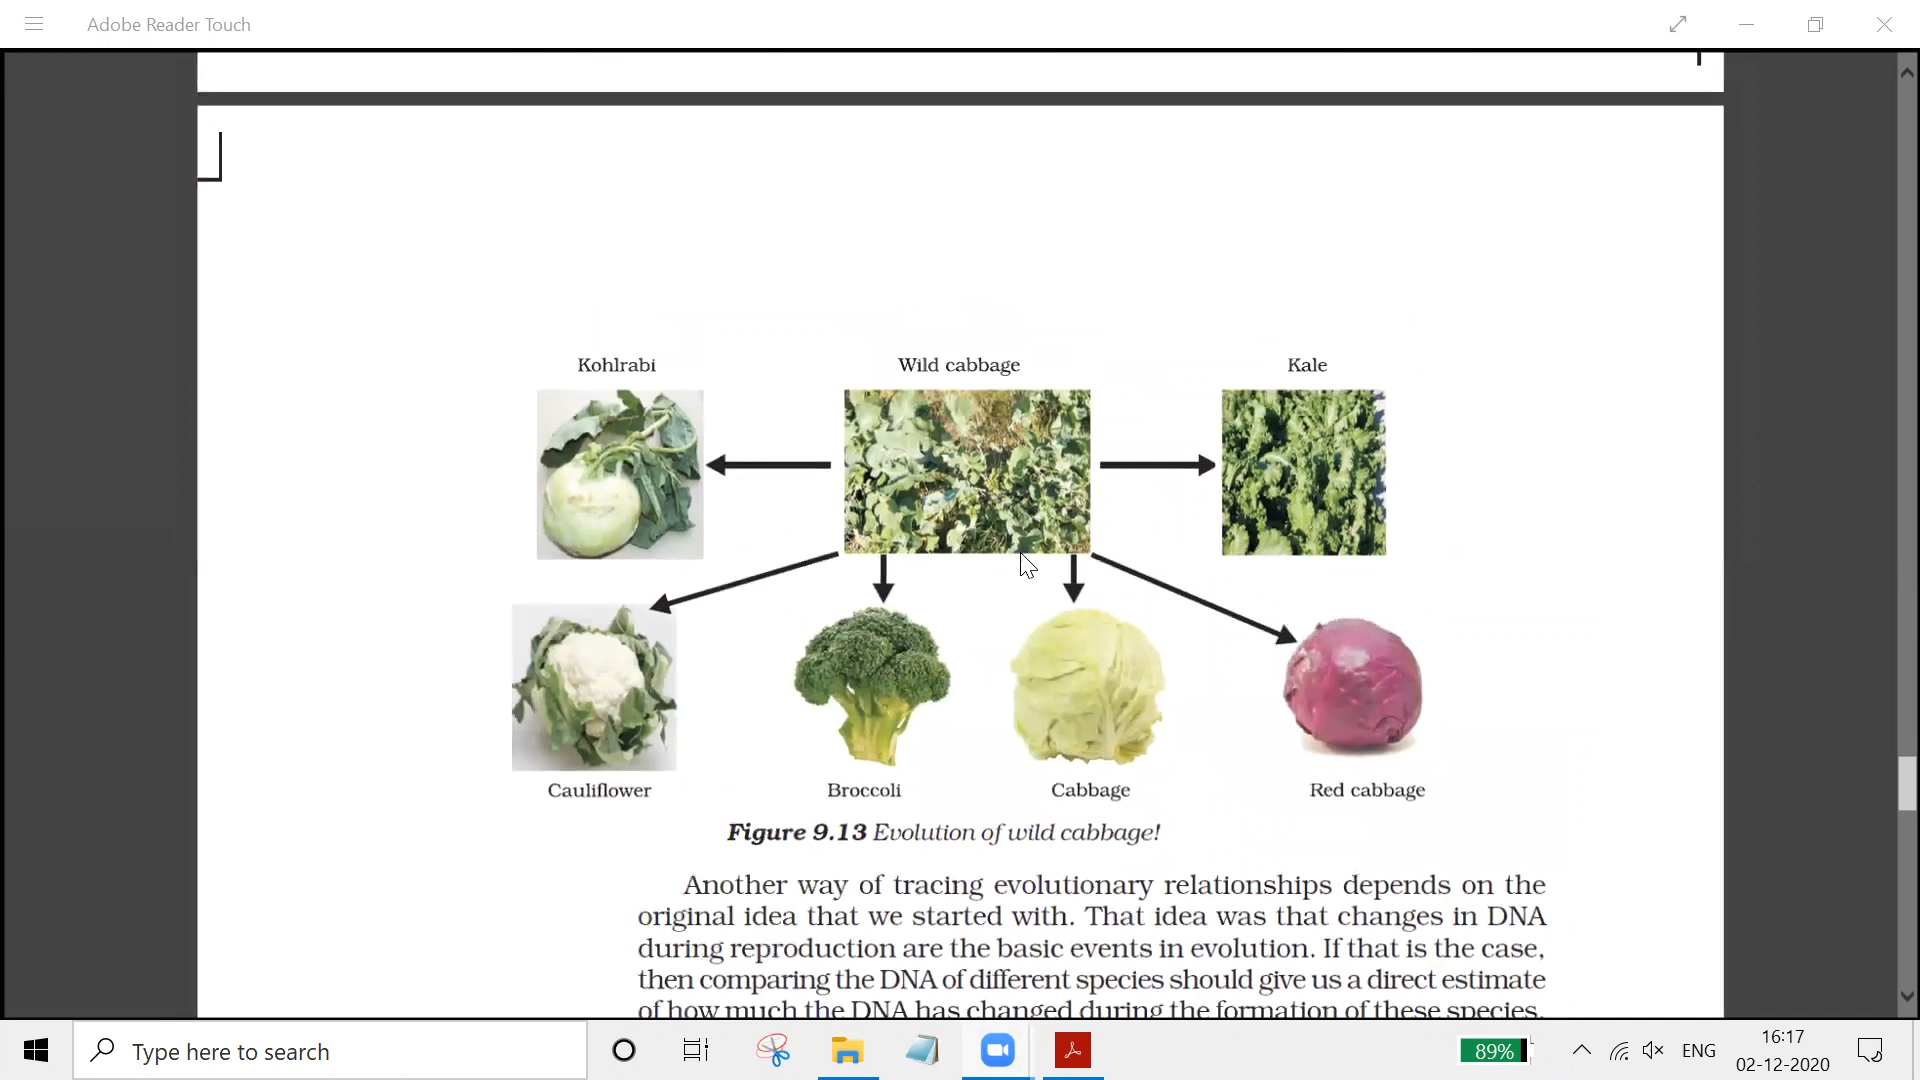 Adobe Reader Touch
Kohlrabi
Wild cabbage
Kale
Cauliflower
Broccoli
Cabbage
Red cabbage
Figure 9.13 Evolution of wild cabbage!
Another way of tracing evolutionary relationships depends on the
original idea that we started with. That idea was that changes in DNA
during reproduction are the basic events in evolution. If that is the case,
then comparing the DNA of different species should give us a direct estimate
of how much the DNA has changed during the formation of these species.
Type here to search
89%
ENG
16:17
02-12-2020